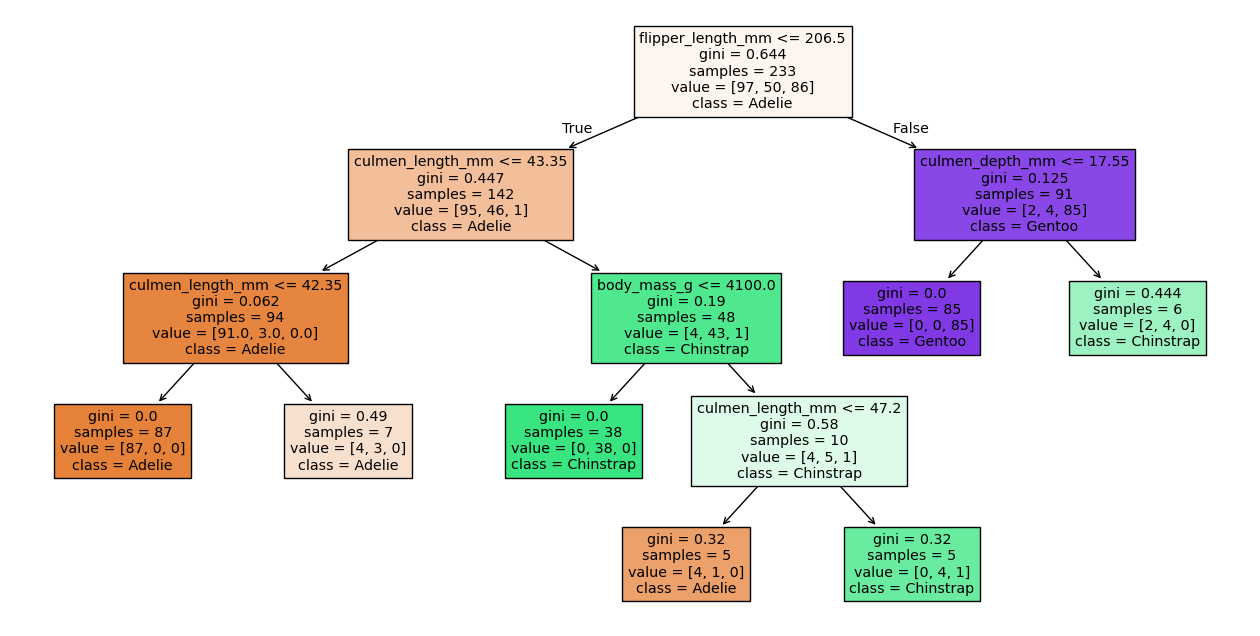 flipper_length_mm <= 206.5
gini = 0.644
samples = 233
value = [97, 50, 86]
class = Adelie
True
False
culmen_length_mm <= 43.35
gini = 0.447
samples = 142
value = [95, 46, 1]
class = Adelie
culmen_depth_mm <= 17.55
gini = 0.125
samples = 91
value = [2, 4, 85]
class = Gentoo
culmen_length_mm <= 42.35
gini = 0.062
samples = 94
value = [91.0, 3.0, 0.0]
class = Adelie
body_mass_g <= 4100.0
gini = 0.19
samples = 48
value = [4, 43, 1]
class = Chinstrap
gini = 0.0
samples = 85
value = [0, 0, 85]
class = Gentoo
gini = 0.444
samples = 6
value = [2, 4, 0]
class = Chinstrap
gini = 0.0
samples = 87
value = [87, 0, 0]
class = Adelie
gini = 0.49
samples = 7
value = [4, 3, 0]
class = Adelie
gini = 0.0
samples = 38
value = [0, 38, 0]
class = Chinstrap
culmen_length_mm <= 47.2
gini = 0.58
samples = 10
value = [4, 5, 1]
class = Chinstrap
gini = 0.32
samples = 5
value = [4, 1, 0]
class = Adelie
gini = 0.32
samples = 5
value = [0, 4, 1]
class = Chinstrap